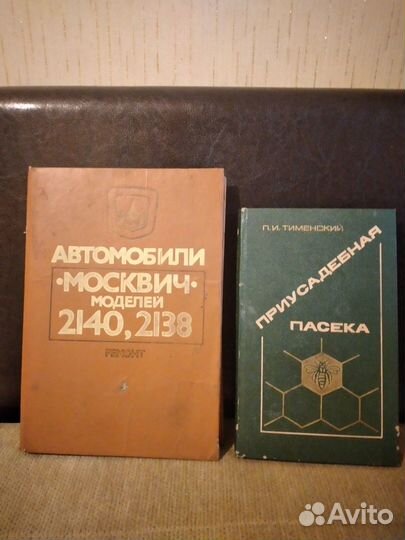 АВТОМОБИЛИ
·МОСКВИЧ·
МОДЕЛЕЙ
2140, 2138
РЕМОНТ
П.И. ТИМЕНСКИЙ
ПРИУСАДЕБНАЯ
ПАСЕКА
Avito